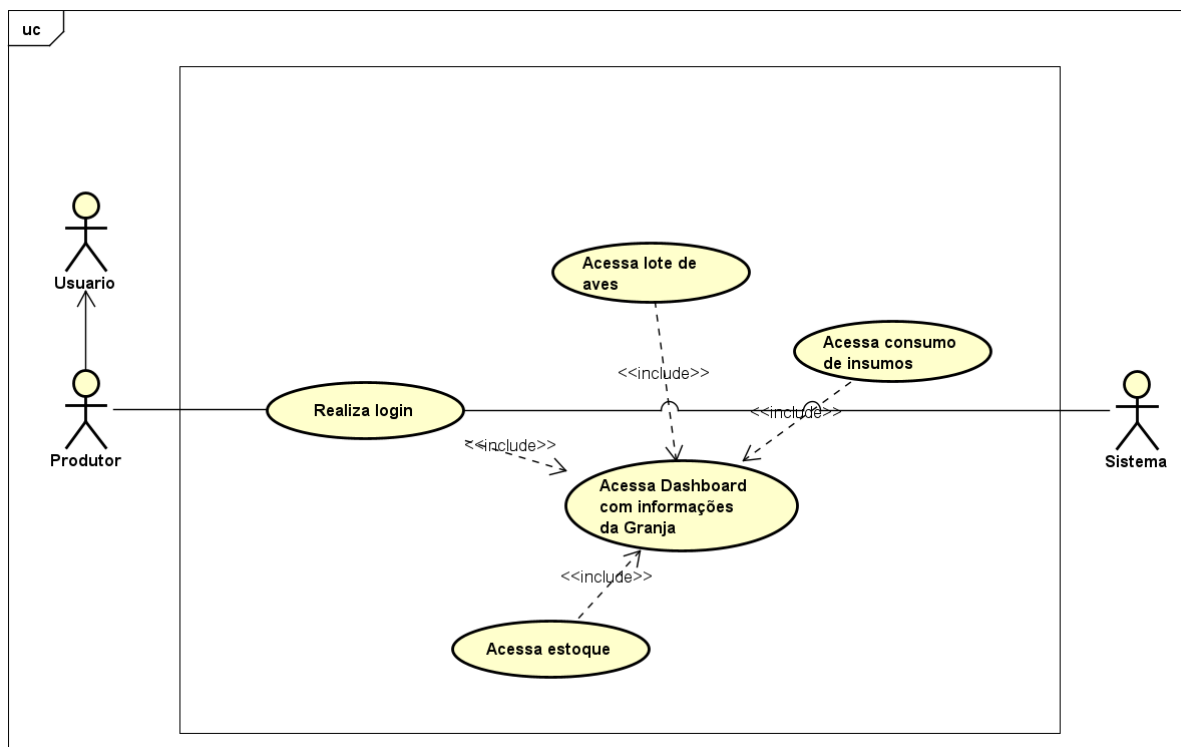 uc
Usuario
Acessa lote de
aves
Acessa consumo
de insumos
<<include>>
Realiza login
<<include>>
<<include>>
Produtor
Sistema
Acessa Dashboard
com informações
da Granja
<<include>>
Acessa estoque